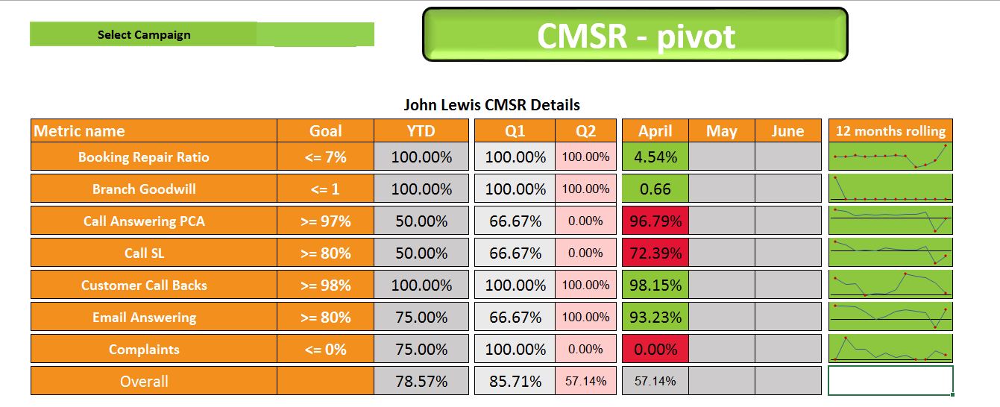 Select Campaign
CMSR - pivot
John Lewis CMSR Details
Metric name Goal YTD Q1 Q2 April May June 12 months rolling
Booking Repair Ratio <= 7% 100.00% 100.00% 100.00% 4.54%
Branch Goodwill <= 1 100.00% 100.00% 100.00% 0.66
Call Answering PCA >= 97% 50.00% 66.67% 0.00% 96.79%
Call SL >= 80% 50.00% 66.67% 0.00% 72.39%
Customer Call Backs >= 98% 100.00% 100.00% 100.00% 98.15%
Email Answering >= 80% 75.00% 66.67% 100.00% 93.23%
Complaints <= 0% 75.00% 100.00% 0.00% 0.00%
Overall 78.57% 85.71% 57.14% 57.14%